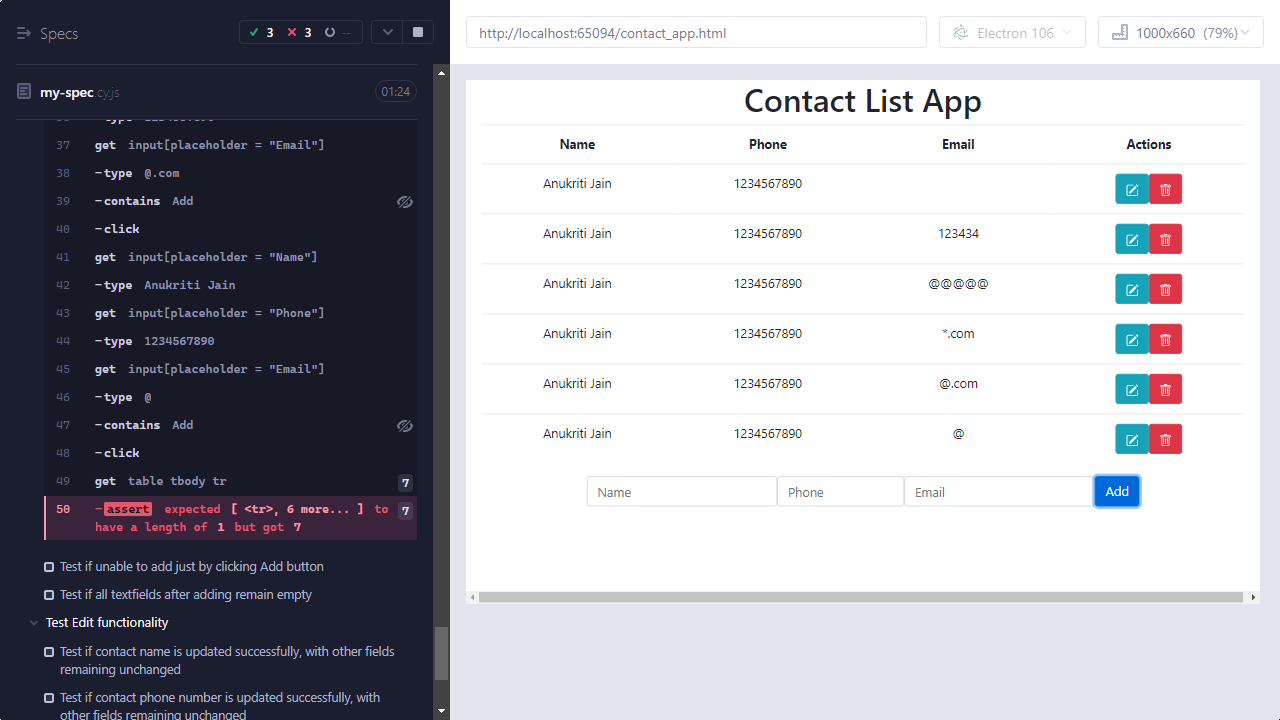 Specs
3
3
--
my-spec.cy.js
01:24
37 get input[placeholder = "Email"]
38 -type @.com
39 -contains Add
40 -click
41 get input[placeholder = "Name"]
42 -type Anukriti Jain
43 get input[placeholder = "Phone"]
44 -type 1234567890
45 get input[placeholder = "Email"]
46 -type @
47 -contains Add
48 -click
49 get table tbody tr 7
50 -assert expected [ <tr>, 6 more... ] to 7
have a length of 1 but got 7
Test if unable to add just by clicking Add button
Test if all textfields after adding remain empty
Test Edit functionality
Test if contact name is updated successfully, with other fields
remaining unchanged
Test if contact phone number is updated successfully, with
other fields remaining unchanged
http://localhost:65094/contact_app.html
Electron 106
1000x660 (79%)
Contact List App
Name Phone Email Actions
Anukriti Jain 1234567890
Anukriti Jain 1234567890 123434
Anukriti Jain 1234567890 @@@@@
Anukriti Jain 1234567890 *.com
Anukriti Jain 1234567890 @.com
Anukriti Jain 1234567890 @
Name Phone Email Add